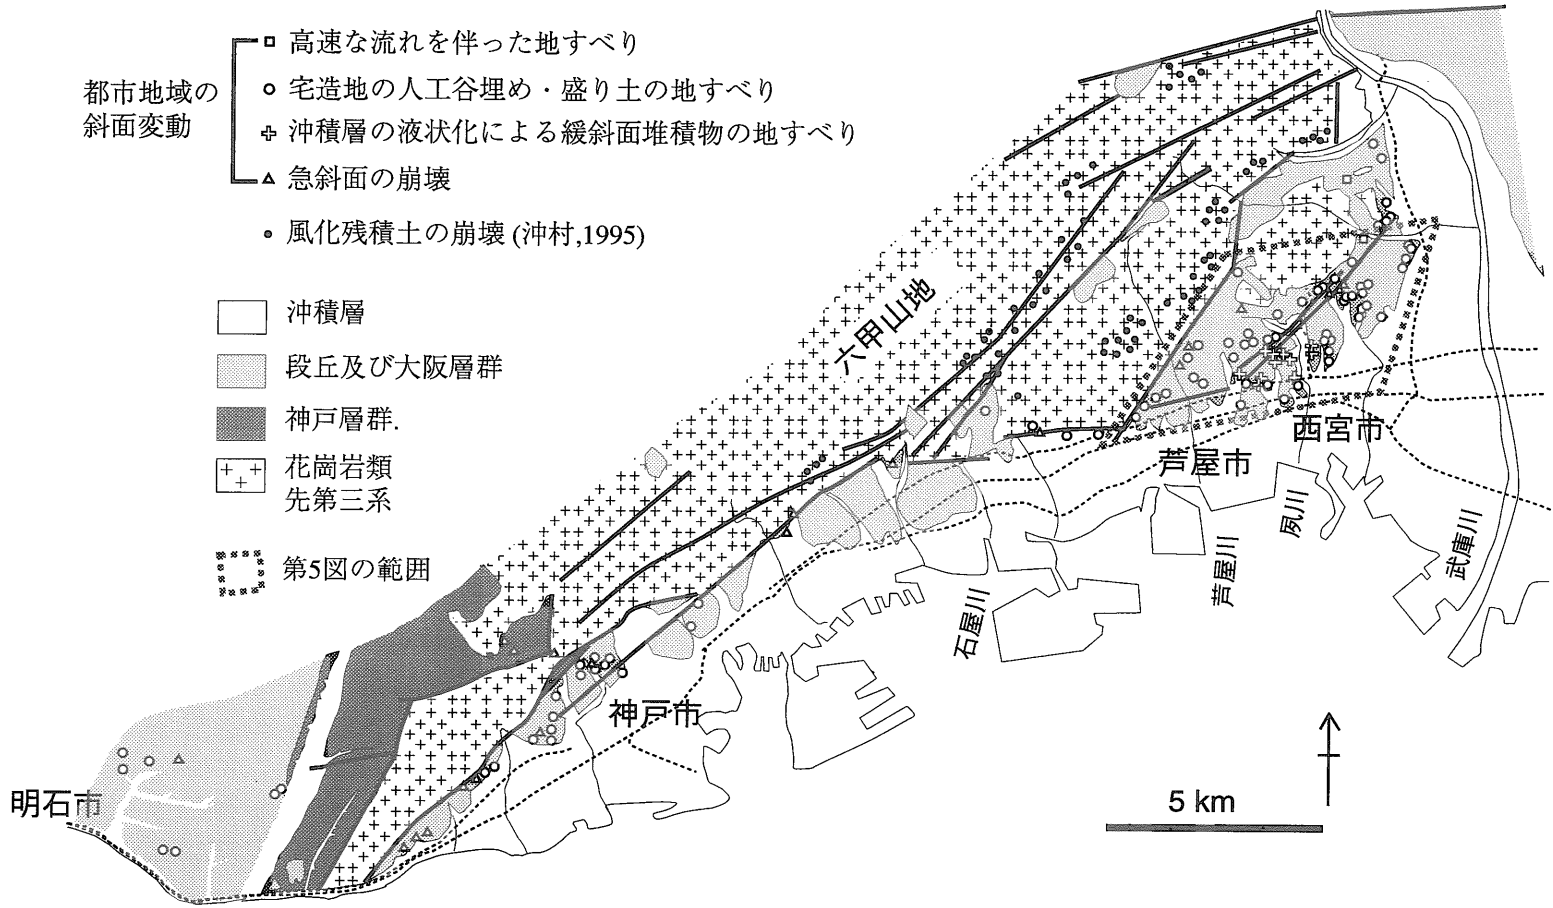 都市地域の
斜面変動
高速な流れを伴った地すべり
宅造地の人工谷埋め・盛り土の地すべり
沖積層の液状化による緩斜面堆積物の地すべり
急斜面の崩壊
風化残積土の崩壊 (沖村,1995)
沖積層
段丘及び大阪層群
神戸層群.
花崗岩類
先第三系
第5図の範囲
六甲山地
西宮市
芦屋市
夙川
武庫川
芦屋川
石屋川
神戸市
明石市
5 km